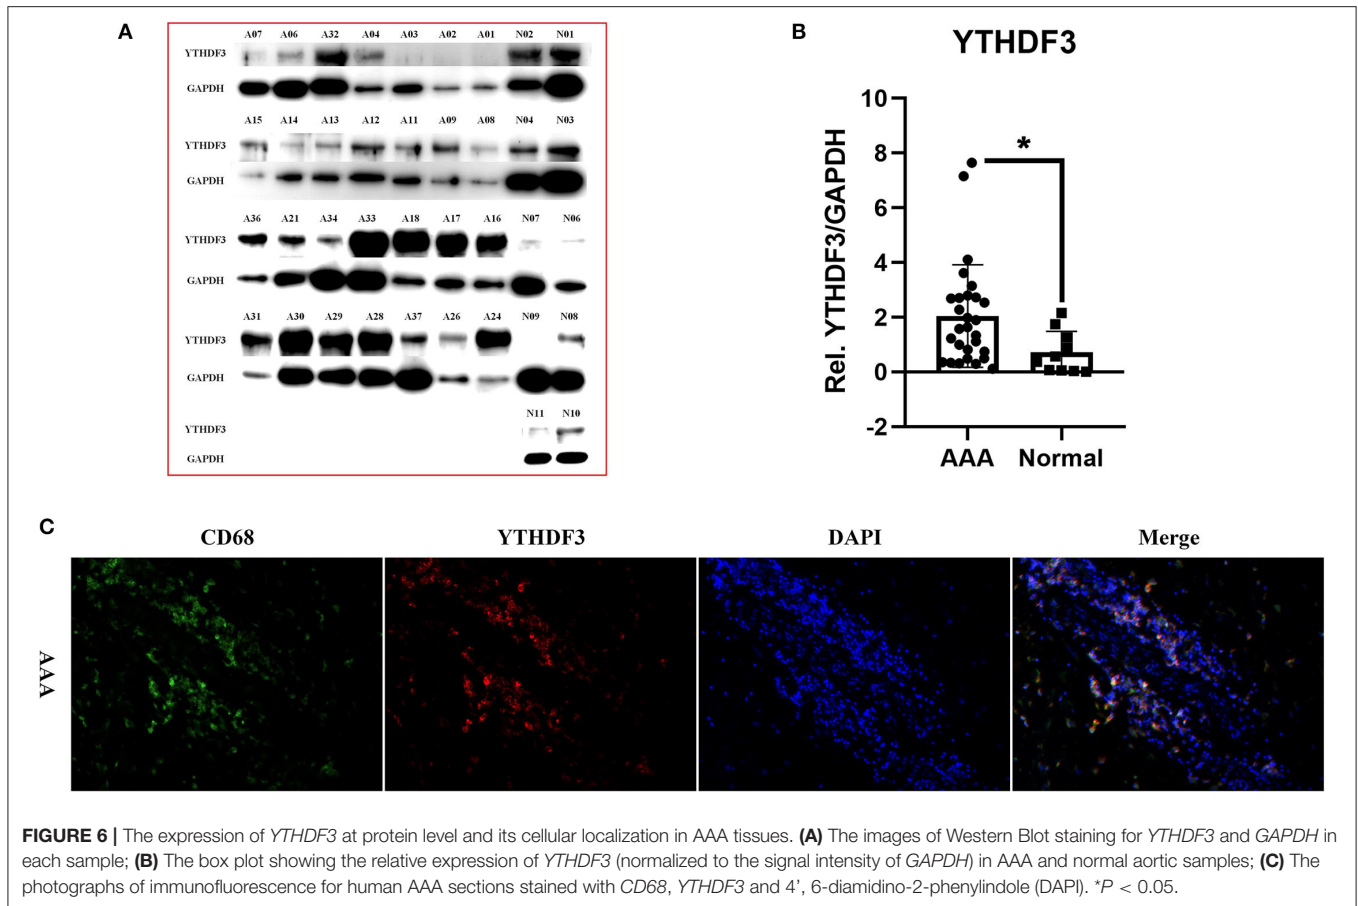 A
A07 A06 A32 A04 A03 A02 A01 N02 N01
YTHDF3
GAPDH
A15 A14 A13 A12 A11 A09 A08 N04 N03
YTHDF3
GAPDH
A36 A21 A34 A33 A18 A17 A16 N07 N06
YTHDF3
GAPDH
A31 A30 A29 A28 A37 A26 A24 N09 N08
YTHDF3
GAPDH
N11 N10
YTHDF3
GAPDH
B
YTHDF3
Rel. YTHDF3/GAPDH
10
8
6
4
2
0
-2
*
AAA Normal
C
CD68 YTHDF3 DAPI Merge
AAA
FIGURE 6 | The expression of YTHDF3 at protein level and its cellular localization in AAA tissues. (A) The images of Western Blot staining for YTHDF3 and GAPDH in
each sample; (B) The box plot showing the relative expression of YTHDF3 (normalized to the signal intensity of GAPDH) in AAA and normal aortic samples; (C) The
photographs of immunofluorescence for human AAA sections stained with CD68, YTHDF3 and 4’, 6-diamidino-2-phenylindole (DAPI). *P < 0.05.